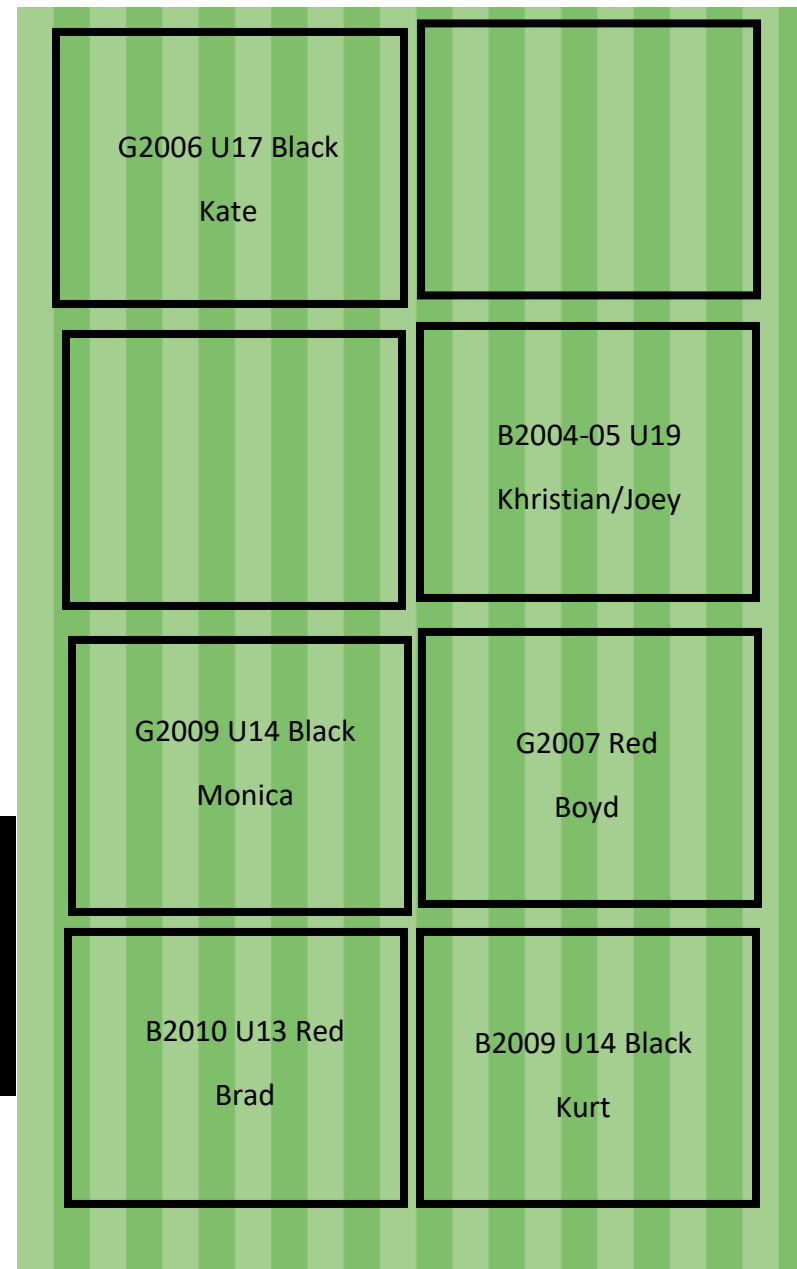 G2006 U17 Black
Kate
B2004-05 U19
Khristian/Joey
G2009 U14 Black
Monica
G2007 Red
Boyd
B2010 U13 Red
Brad
B2009 U14 Black
Kurt